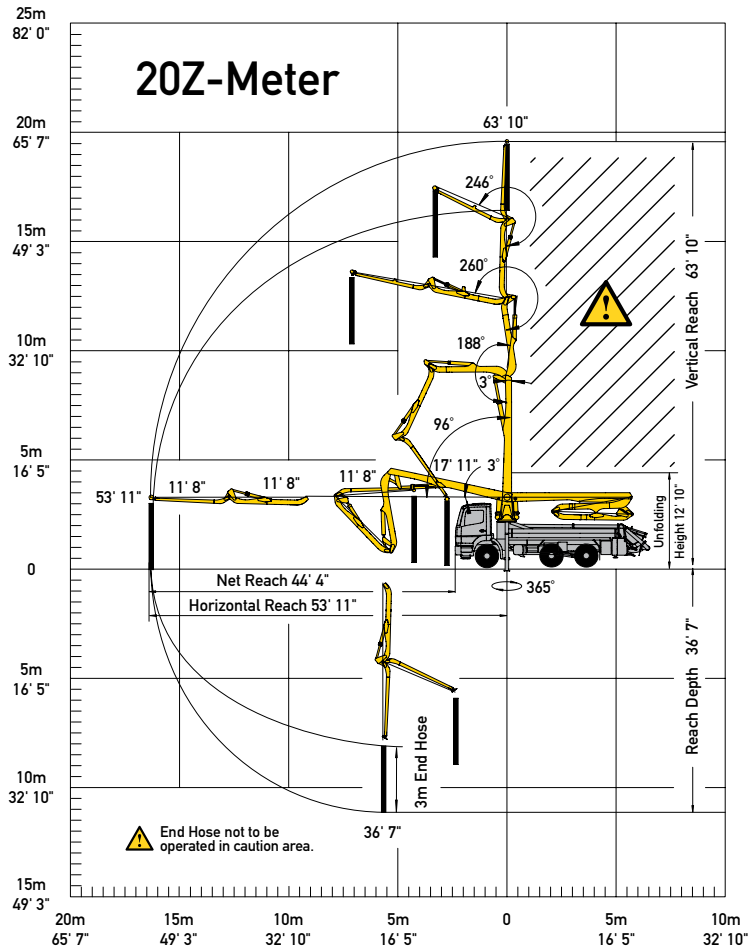 25m
82' 0"
20Z-Meter
20m
65' 7"
63' 10"
246°
15m
49' 3"
260°
Vertical Reach 63' 10"
10m
32' 10"
188°
3°
96°
5m
16' 5"
17' 11"
3°
11' 8"
11' 8"
11' 8"
53' 11"
Unfolding
Height 12' 10"
0
Net Reach 44' 4"
365°
Horizontal Reach 53' 11"
5m
16' 5"
Reach Depth 36' 7"
3m End Hose
10m
32' 10"
36' 7"
End Hose not to be
operated in caution area.
15m
49' 3"
20m
65' 7"
15m
49' 3"
10m
32' 10"
5m
16' 5"
0
5m
16' 5"
10m
32' 10"